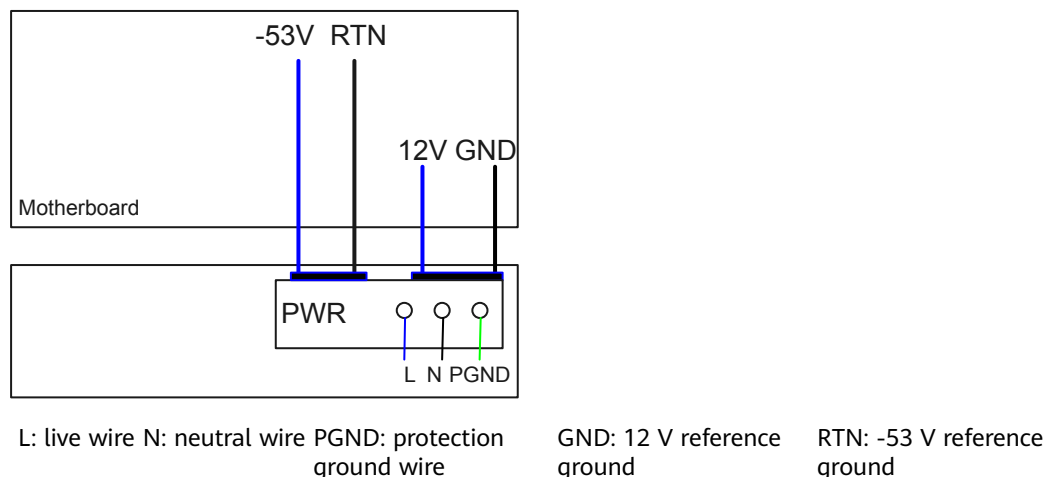 -53V RTN
12V GND
Motherboard
PWR
L N PGND
L: live wire N: neutral wire PGND: protection ground wire
GND: 12 V reference ground
RTN: -53 V reference ground